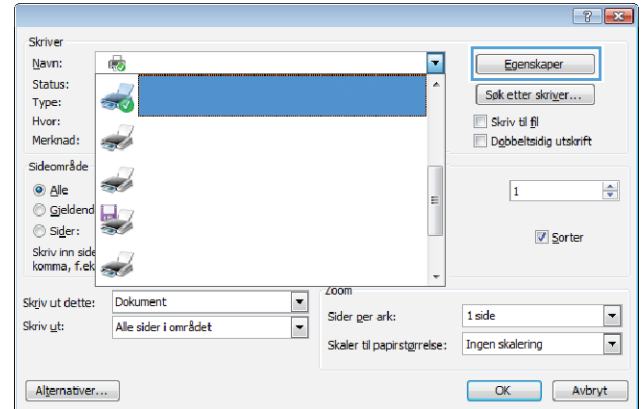 Skriver
Navn:
Egenskaper
Status:
Søk etter skriver...
Type:
Hvor:
Skriv til fil
Merknad:
Dobbeltsidig utskrift
Sideområde
Alle
1
Gjeldend
Sider:
Sorter
Skriv inn side
komma, f.ek
Zoom
Skriv ut dette: Dokument
Sider per ark: 1 side
Skriv ut: Alle sider i området
Skaler til papirstørrelse: Ingen skalering
Alternativer...
OK
Avbryt